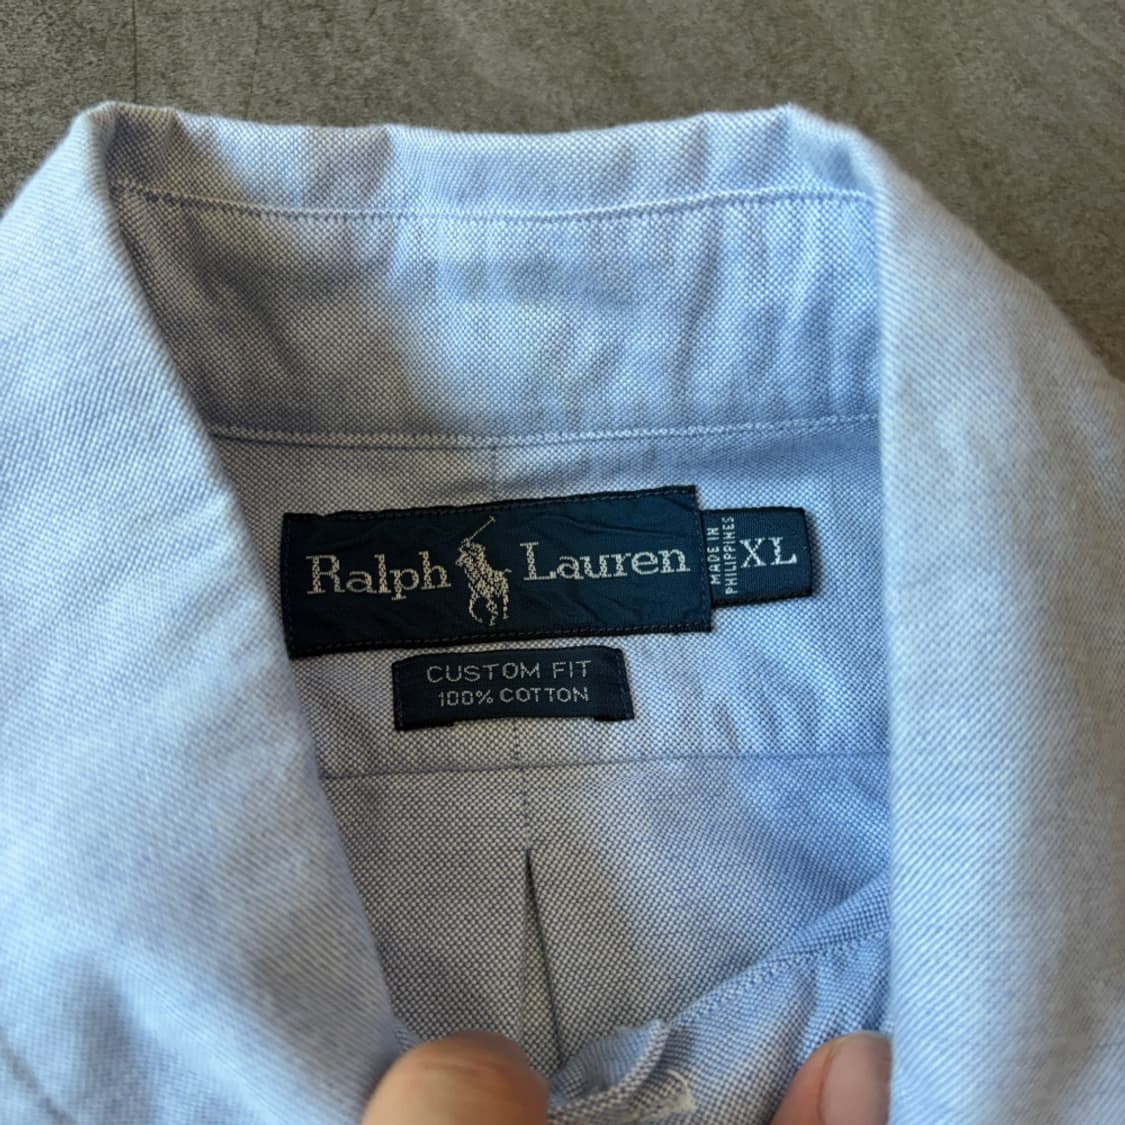 Ralph Lauren
MADE IN
PHILIPPINES
XL
CUSTOM FIT
100% COTTON